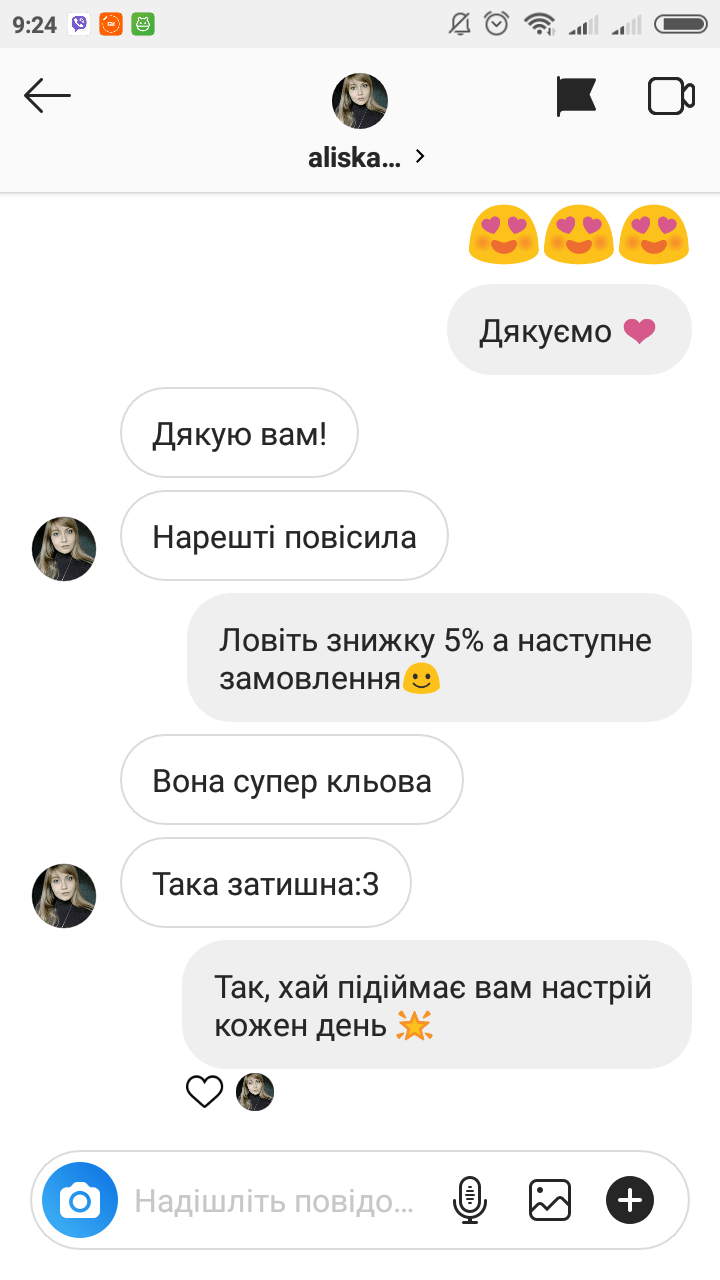 9:24
aliska...
😍😍😍
Дякуємо ❤
Дякую вам!
Нарешті повісила
Ловіть знижку 5% а наступне
замовлення🙂
Вона супер кльова
Така затишна:3
Так, хай підіймає вам настрій
кожен день 🌟
Надішліть повідо...